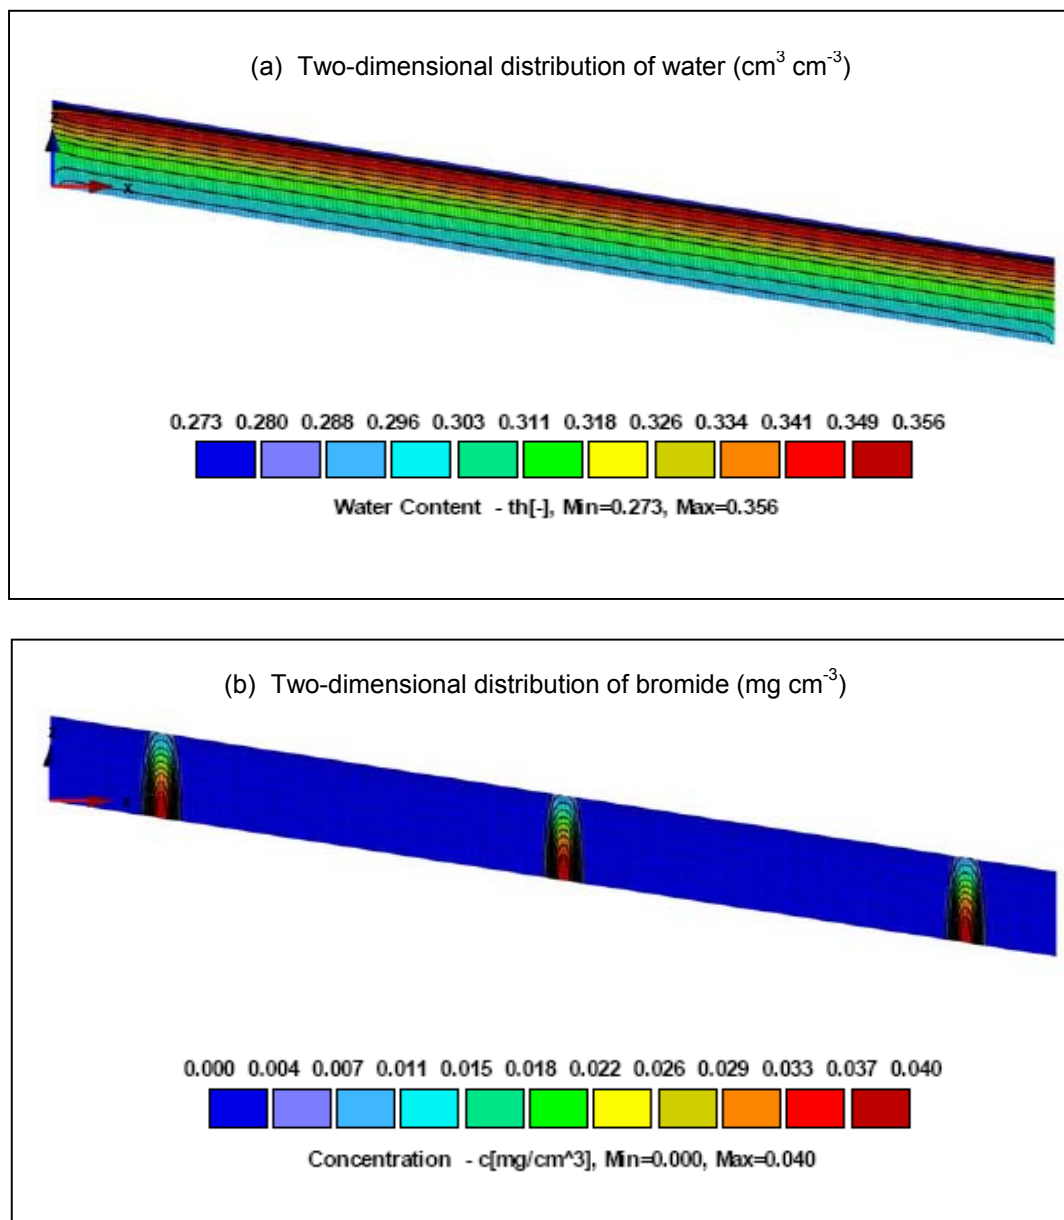 (a) Two-dimensional distribution of water (cm³ cm⁻³)
z
x
0.273 0.280 0.288 0.296 0.303 0.311 0.318 0.326 0.334 0.341 0.349 0.356
Water Content - th[-], Min=0.273, Max=0.356
(b) Two-dimensional distribution of bromide (mg cm⁻³)
z
x
0.000 0.004 0.007 0.011 0.015 0.018 0.022 0.026 0.029 0.033 0.037 0.040
Concentration - c[mg/cm^3], Min=0.000, Max=0.040